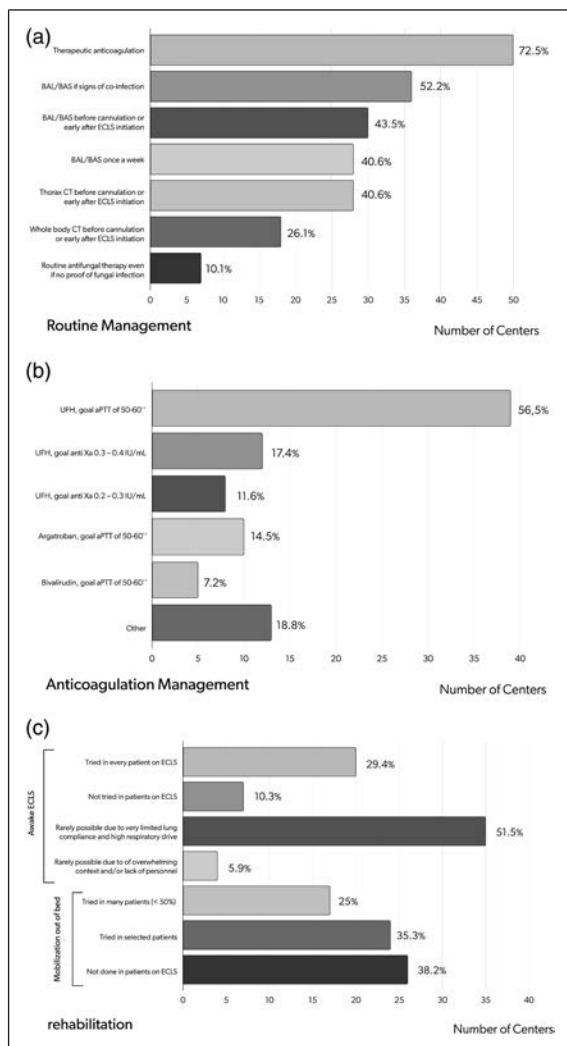 (a)
Therapeutic anticoagulation
72.5%
BAL/BAS if signs of co-infection
52.2%
BAL/BAS before cannulation or
early after ECLS initiation
43.5%
BAL/BAS once a week
40.6%
Thorax CT before cannulation or
early after ECLS initiation
40.6%
Whole body CT before cannulation
or early after ECLS initiation
26.1%
Routine antifungal therapy even
if no proof of fungal infection
10.1%
0 5 10 15 20 25 30 35 40 45 50
Routine Management
Number of Centers
(b)
UFH, goal aPTT of 50-60´´
56,5%
UFH, goal anti Xa 0.3 – 0.4 IU/mL
17.4%
UFH, goal anti Xa 0.2 – 0.3 IU/mL
11.6%
Argatroban, goal aPTT of 50-60´´
14.5%
Bivalirudin, goal aPTT of 50-60´´
7.2%
Other
18.8%
0 5 10 15 20 25 30 35 40
Anticoagulation Management
Number of Centers
(c)
Awake ECLS
Tried in every patient on ECLS
29.4%
Not tried in patients on ECLS
10.3%
Rarely possible due to very limited lung
compliance and high respiratory drive
51.5%
Rarely possible due to of overwhelming
context and/or lack of personnel
5.9%
Mobilization out of bed
Tried in many patients (< 50%)
25%
Tried in selected patients
35.3%
Not done in patients on ECLS
38.2%
0 5 10 15 20 25 30 35 40
rehabilitation
Number of Centers